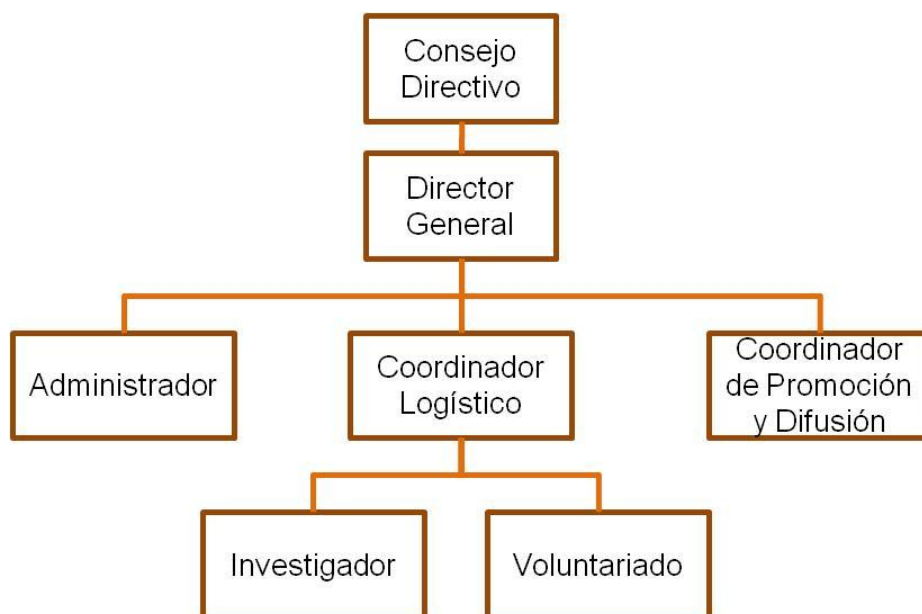 Consejo
Directivo
Director
General
Administrador
Coordinador
Logístico
Coordinador
de Promoción
y Difusión
Investigador
Voluntariado